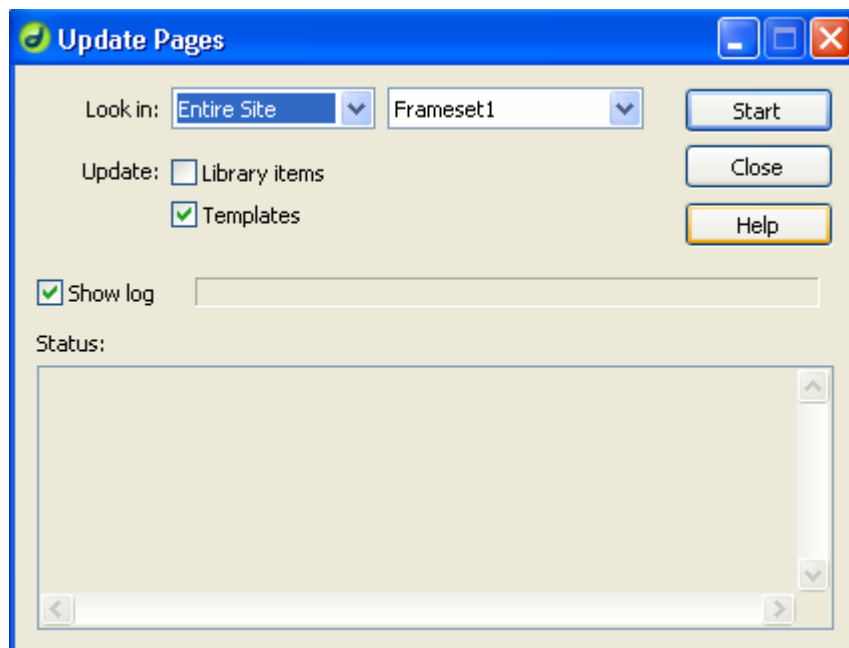 Update Pages
Look in: Entire Site Frameset1 Start
Update: Library items Close
Templates Help
Show log
Status: